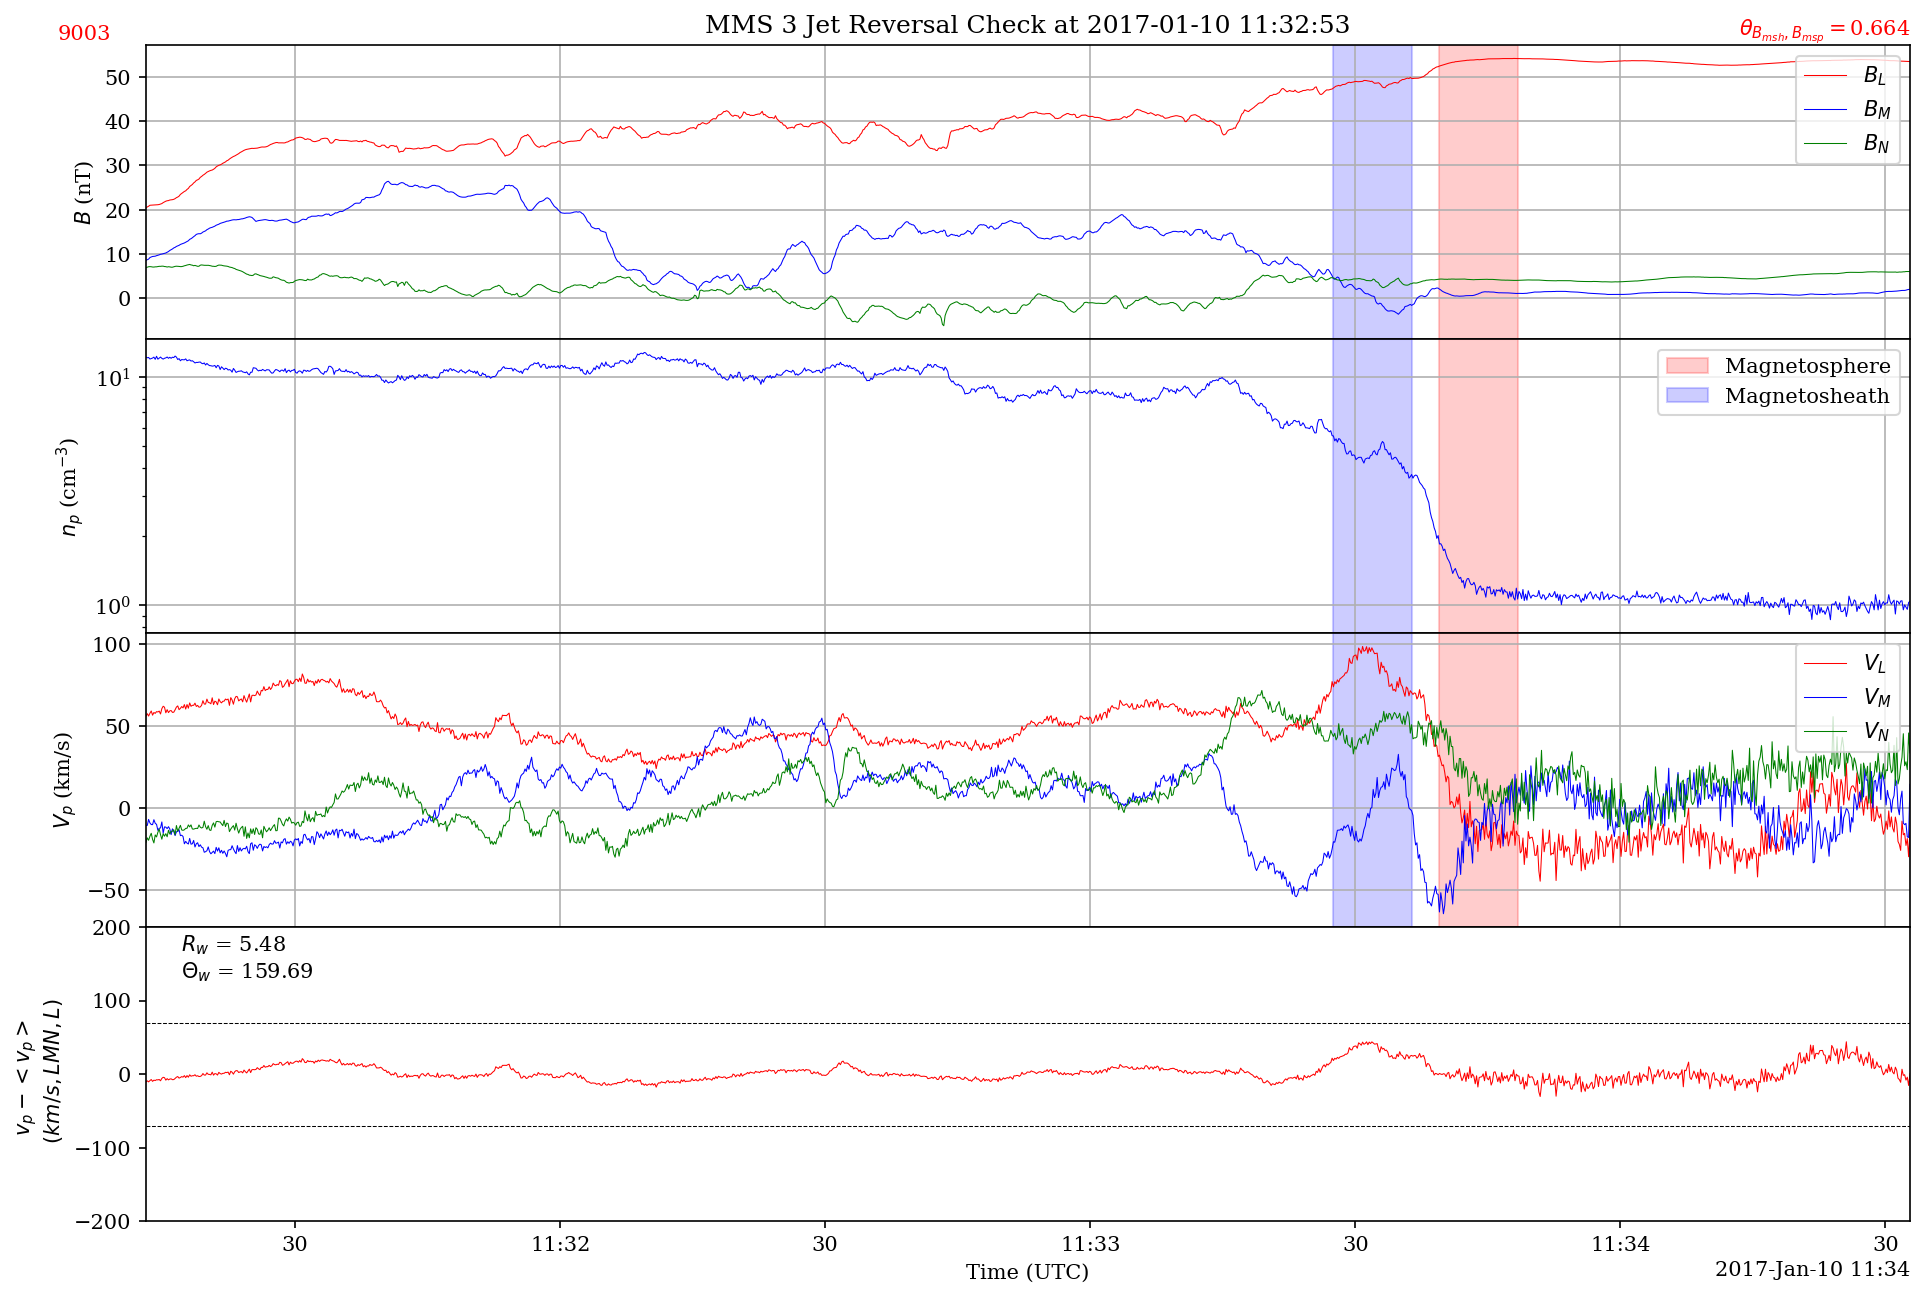 9003
MMS 3 Jet Reversal Check at 2017-01-10 11:32:53
θ_{B_{msh}, B_{msp}} = 0.664
B (nT)
50
40
30
20
10
0
B_L
B_M
B_N
n_p (cm^{-3})
10^1
10^0
Magnetosphere
Magnetosheath
V_p (km/s)
100
50
0
−50
V_L
V_M
V_N
v_p − < v_p >
(km/s, LMN, L)
200
100
0
−100
−200
R_w = 5.48
Θ_w = 159.69
30
11:32
30
11:33
30
11:34
30
Time (UTC)
2017-Jan-10 11:34